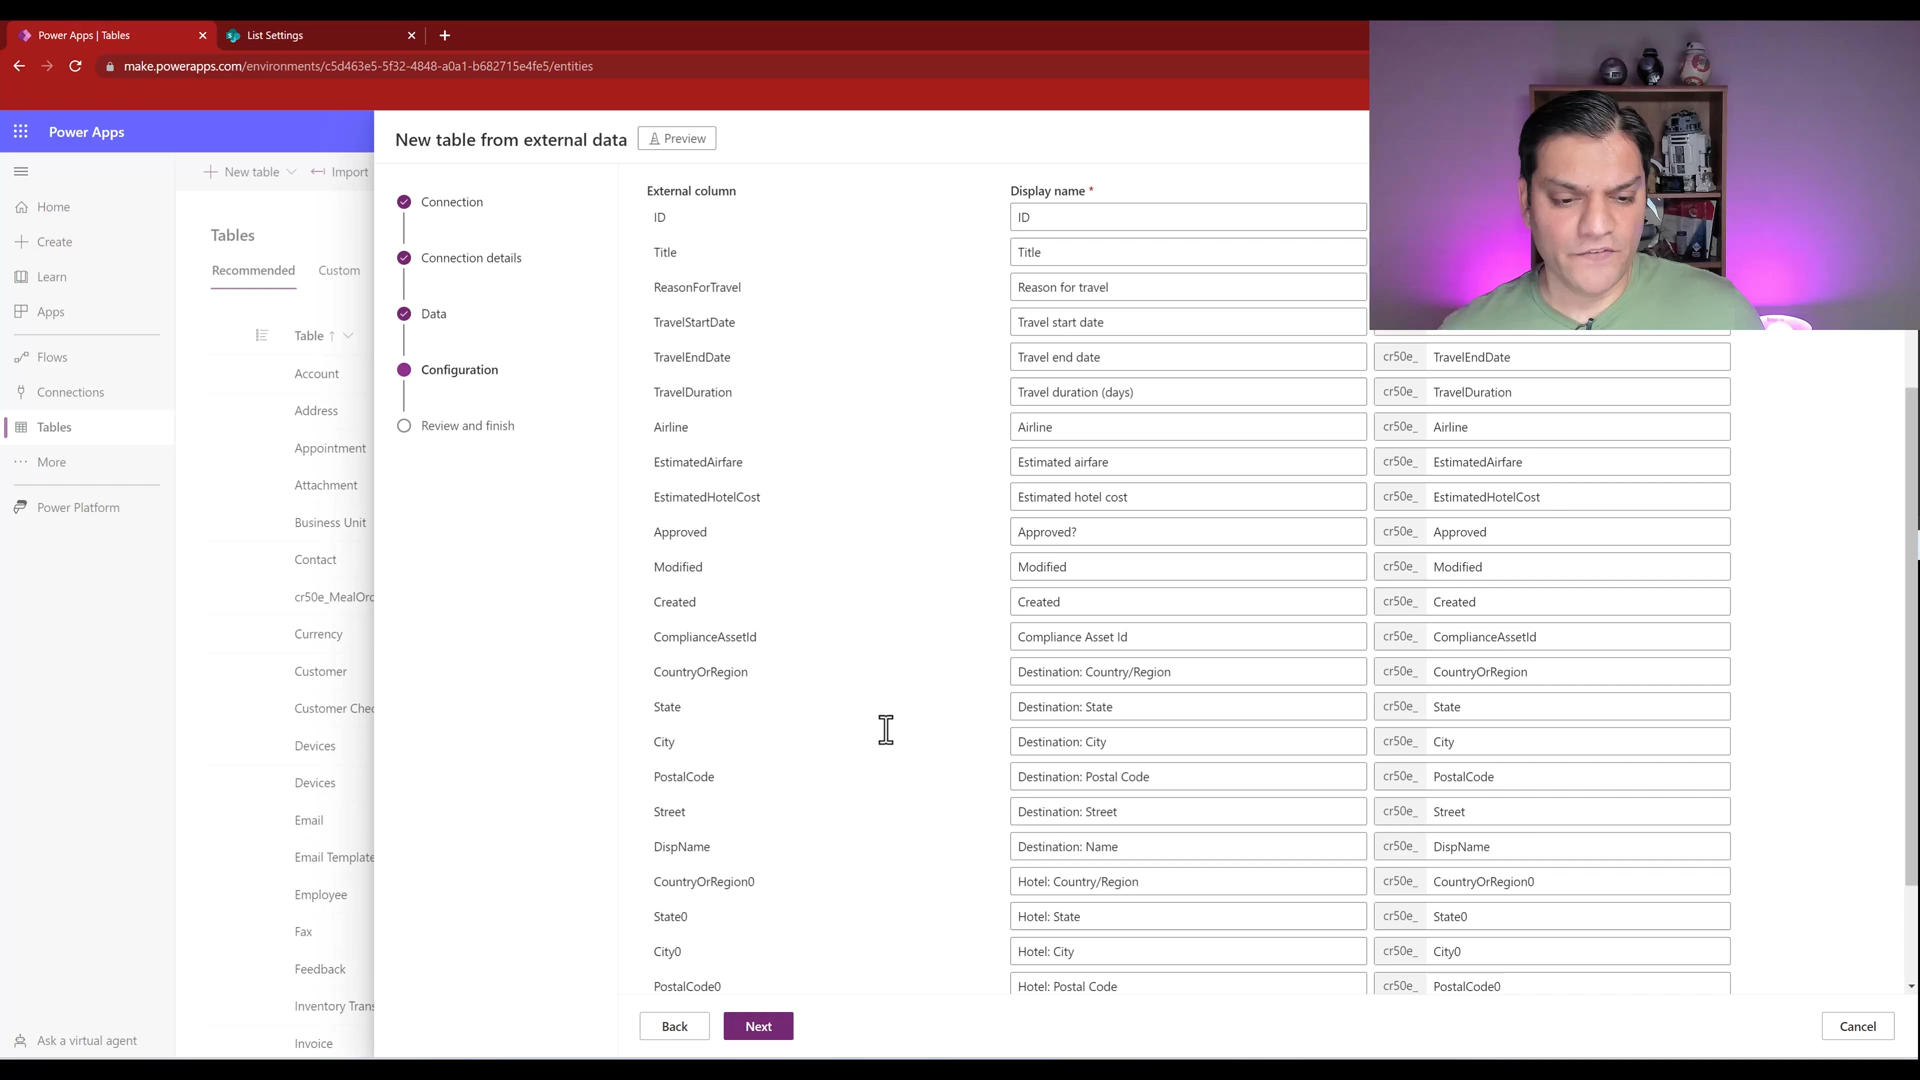 Power Apps | Tables
List Settings
make.powerapps.com/environments/c5d463e5-5f32-4848-a0a1-b682715e4fe5/entities
Power Apps
New table
Import
Home
Create
Learn
Apps
Flows
Connections
Tables
More
Power Platform
Ask a virtual agent
Tables
Recommended
Custom
Table
Account
Address
Appointment
Attachment
Business Unit
Contact
cr50e_MealOrd
Currency
Customer
Customer Chec
Devices
Devices
Email
Email Template
Employee
Fax
Feedback
Inventory Trans
Invoice
New table from external data
Preview
Connection
Connection details
Data
Configuration
Review and finish
External column Display name *
ID ID
Title Title
ReasonForTravel Reason for travel
TravelStartDate Travel start date
TravelEndDate Travel end date cr50e_ TravelEndDate
TravelDuration Travel duration (days) cr50e_ TravelDuration
Airline Airline cr50e_ Airline
EstimatedAirfare Estimated airfare cr50e_ EstimatedAirfare
EstimatedHotelCost Estimated hotel cost cr50e_ EstimatedHotelCost
Approved Approved? cr50e_ Approved
Modified Modified cr50e_ Modified
Created Created cr50e_ Created
ComplianceAssetId Compliance Asset Id cr50e_ ComplianceAssetId
CountryOrRegion Destination: Country/Region cr50e_ CountryOrRegion
State Destination: State cr50e_ State
City Destination: City cr50e_ City
PostalCode Destination: Postal Code cr50e_ PostalCode
Street Destination: Street cr50e_ Street
DispName Destination: Name cr50e_ DispName
CountryOrRegion0 Hotel: Country/Region cr50e_ CountryOrRegion0
State0 Hotel: State cr50e_ State0
City0 Hotel: City cr50e_ City0
PostalCode0 Hotel: Postal Code cr50e_ PostalCode0
Back
Next
Cancel